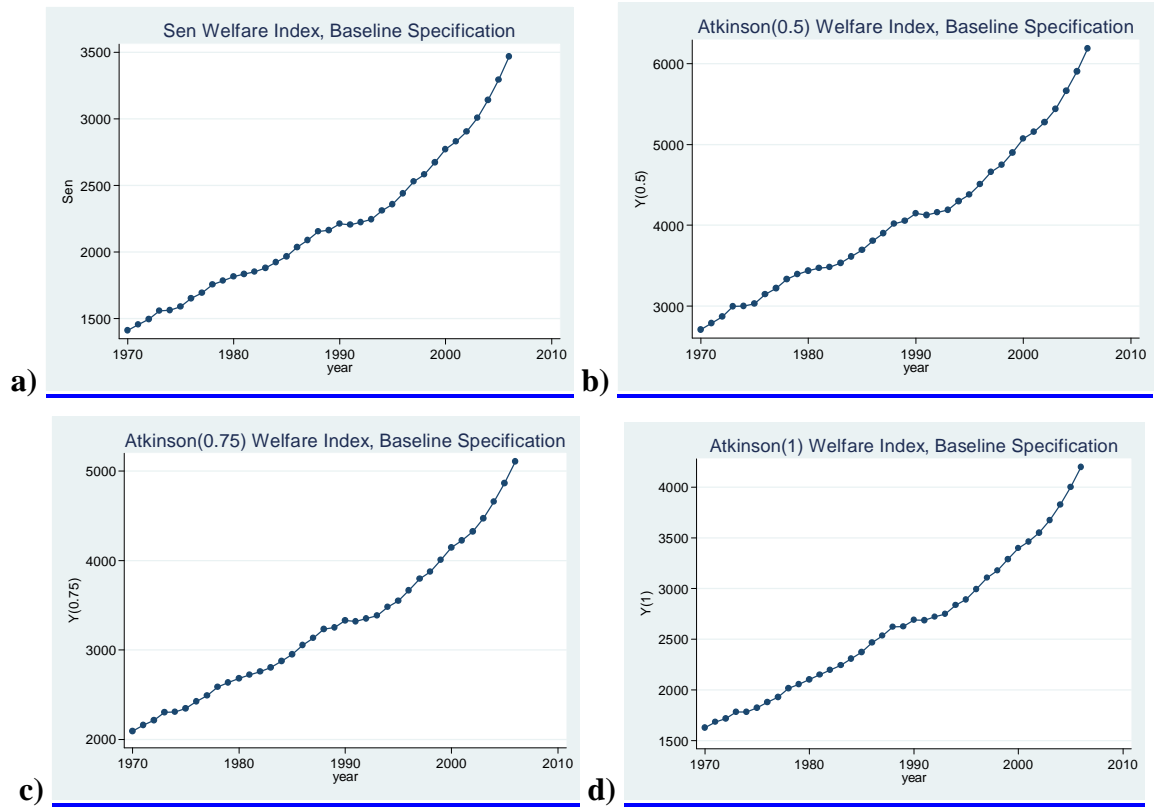 Sen Welfare Index, Baseline Specification
3500
3000
2500
2000
1500
Sen
1970
1980
1990
2000
2010
year
a)
Atkinson(0.5) Welfare Index, Baseline Specification
6000
5000
4000
3000
Y(0.5)
1970
1980
1990
2000
2010
year
b)
Atkinson(0.75) Welfare Index, Baseline Specification
5000
4000
3000
2000
Y(0.75)
1970
1980
1990
2000
2010
year
c)
Atkinson(1) Welfare Index, Baseline Specification
4000
3500
3000
2500
2000
1500
Y(1)
1970
1980
1990
2000
2010
year
d)